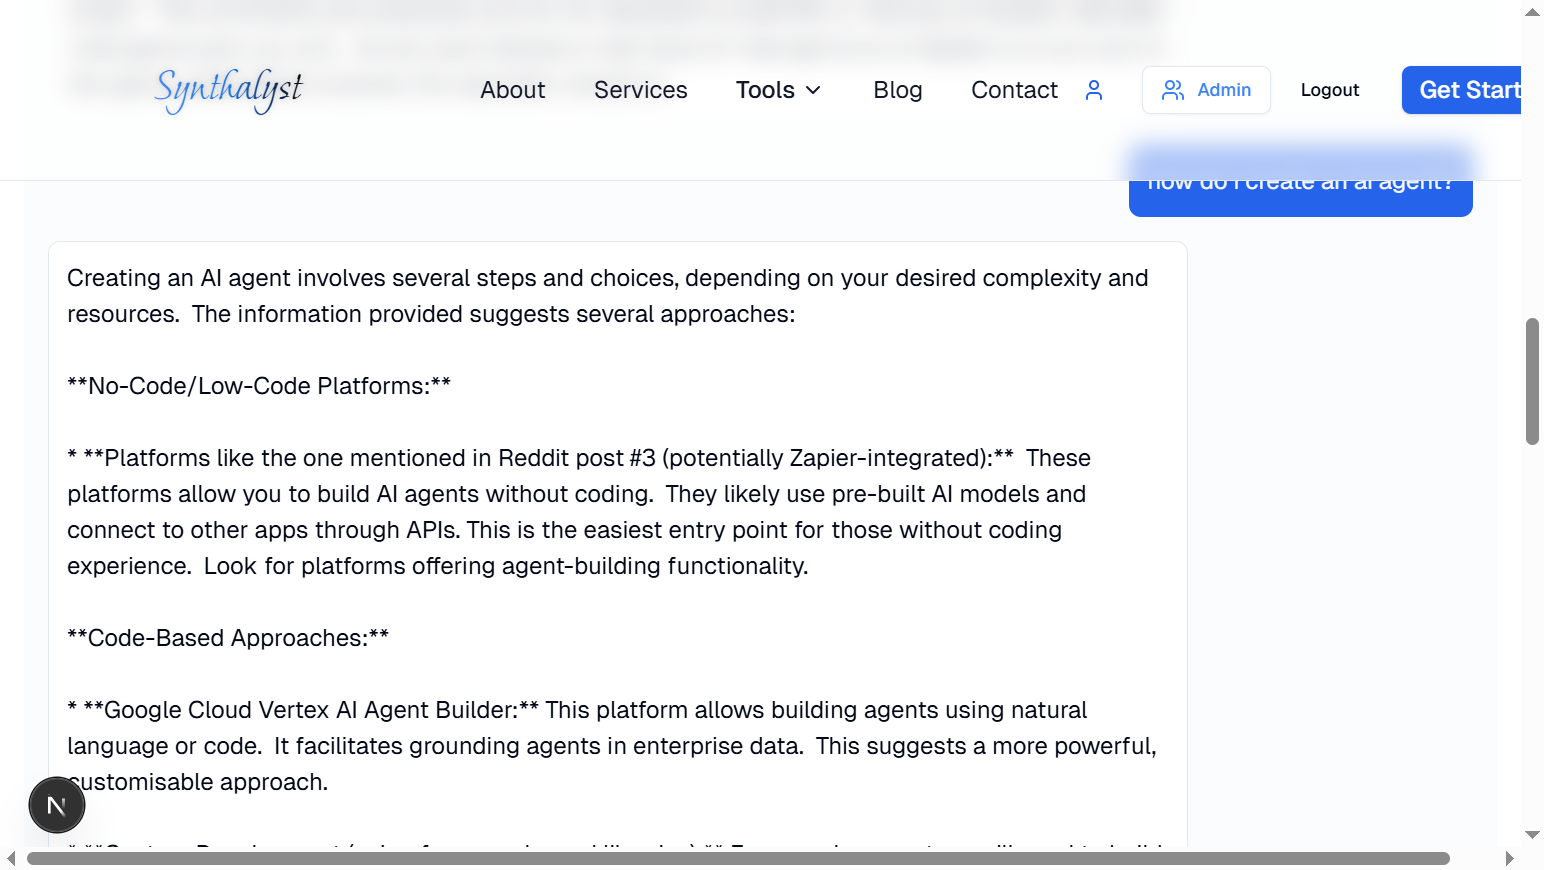 Synthalyst
About
Services
Tools
Blog
Contact
Admin
Logout
Get Start
how do i create an ai agent?
Creating an AI agent involves several steps and choices, depending on your desired complexity and
resources.  The information provided suggests several approaches:
**No-Code/Low-Code Platforms:**
* **Platforms like the one mentioned in Reddit post #3 (potentially Zapier-integrated):**  These
platforms allow you to build AI agents without coding.  They likely use pre-built AI models and
connect to other apps through APIs. This is the easiest entry point for those without coding
experience.  Look for platforms offering agent-building functionality.
**Code-Based Approaches:**
* **Google Cloud Vertex AI Agent Builder:** This platform allows building agents using natural
language or code.  It facilitates grounding agents in enterprise data.  This suggests a more powerful,
customisable approach.
N